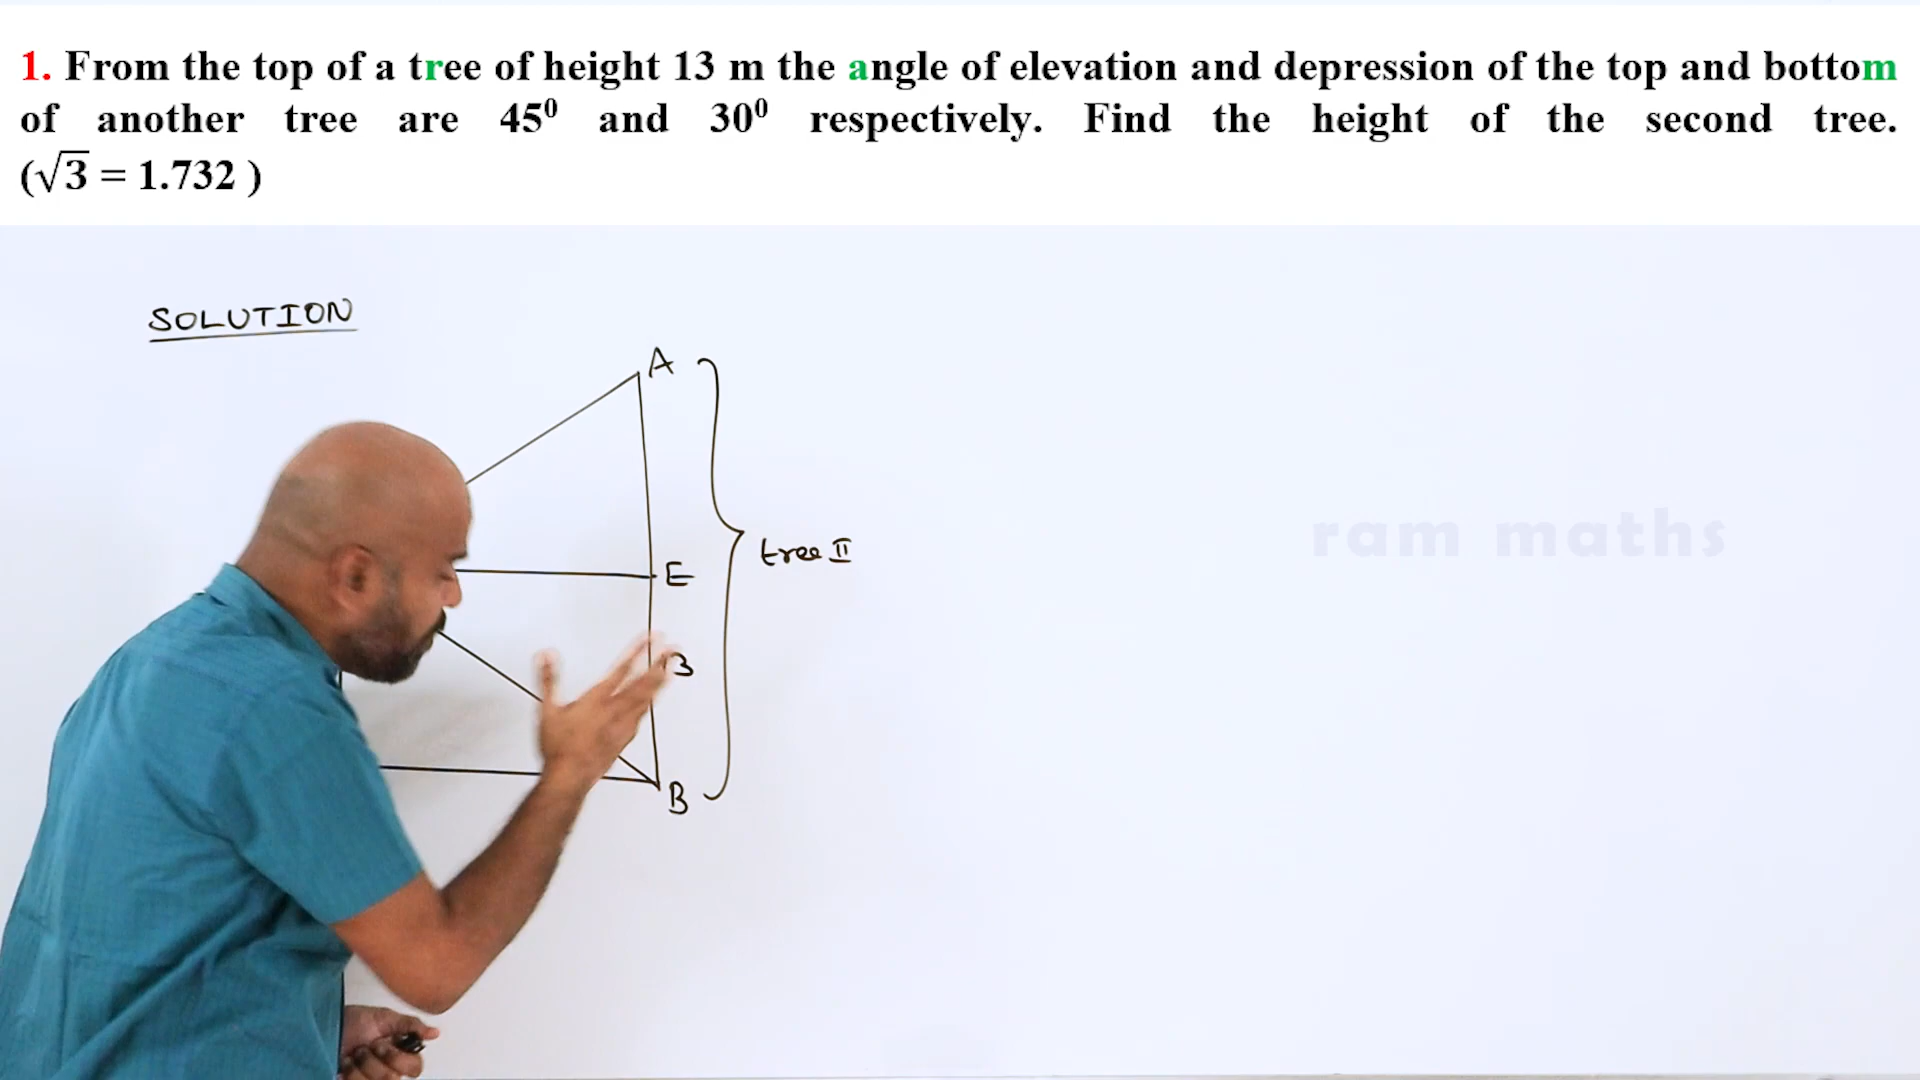 1. From the top of a tree of height 13 m the angle of elevation and depression of the top and bottom
of another tree are 45⁰ and 30⁰ respectively. Find the height of the second tree.
(√3 = 1.732 )
SOLUTION
A
tree II
E
ram maths
B